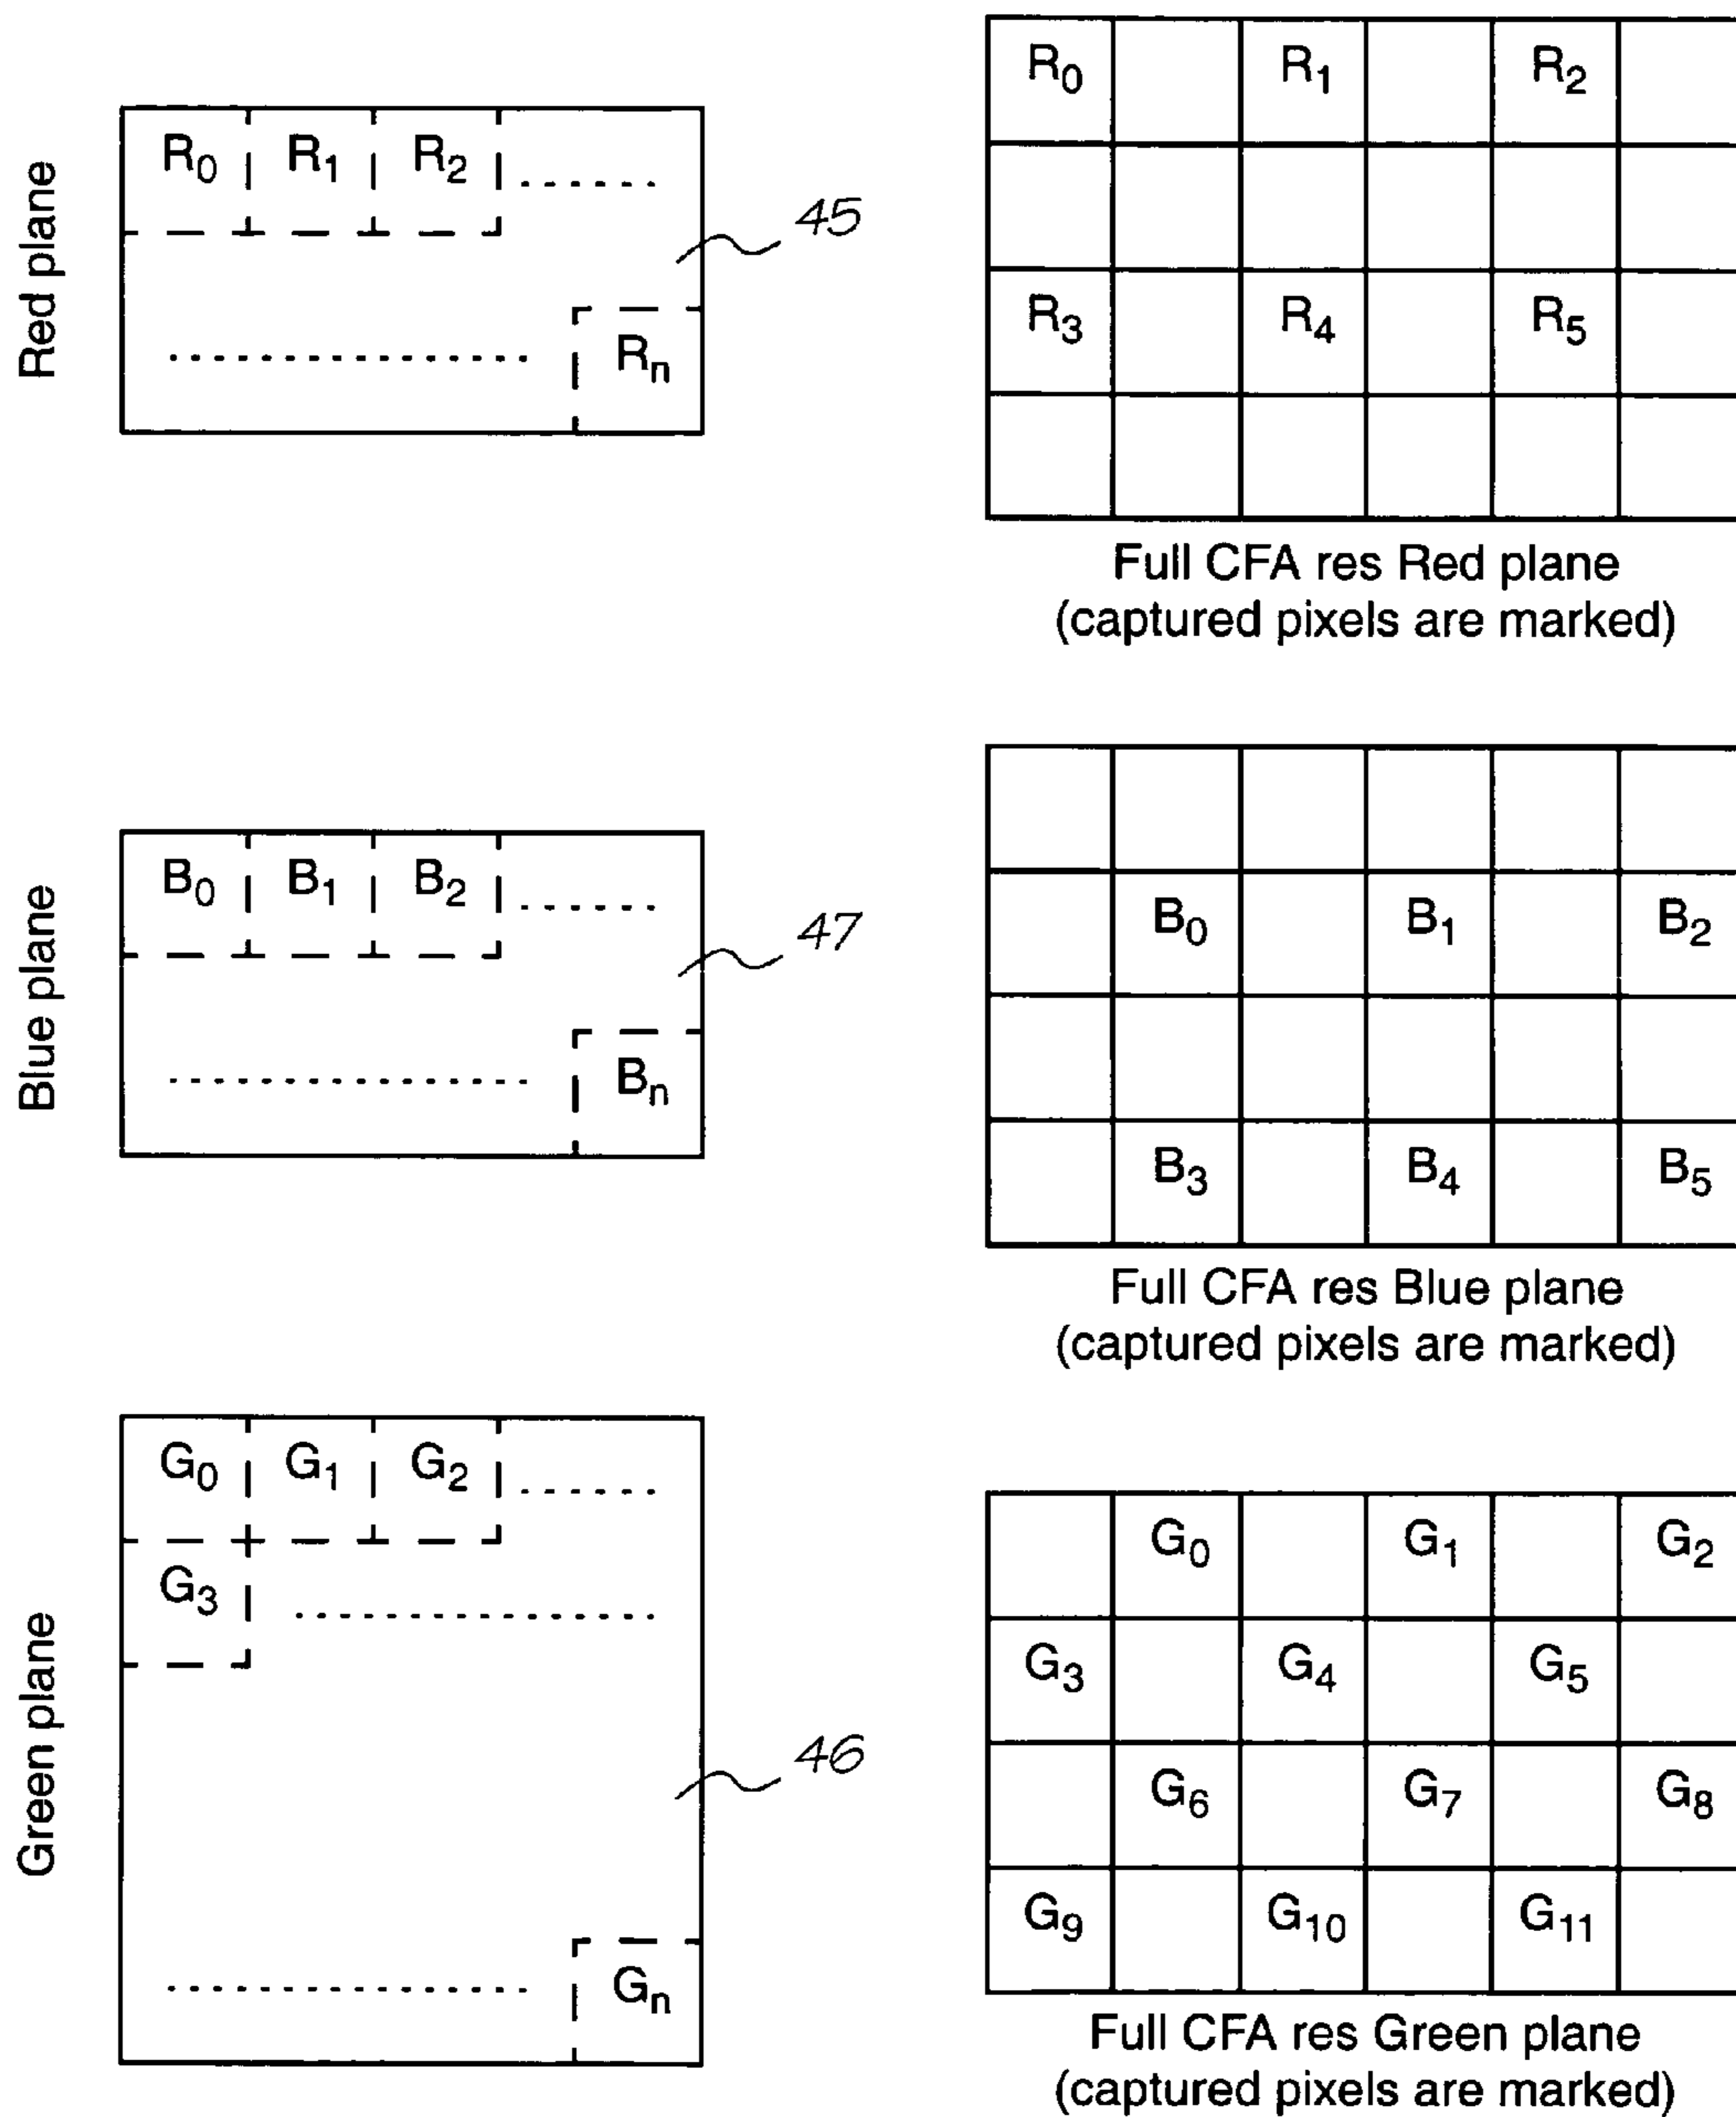 Red plane
R0 R1 R2
Rn
45
R0 R1 R2
R3 R4 R5
Full CFA res Red plane
(captured pixels are marked)
Blue plane
B0 B1 B2
Bn
47
B0 B1 B2
B3 B4 B5
Full CFA res Blue plane
(captured pixels are marked)
Green plane
G0 G1 G2
G3
Gn
46
G0 G1 G2
G3 G4 G5
G6 G7 G8
G9 G10 G11
Full CFA res Green plane
(captured pixels are marked)